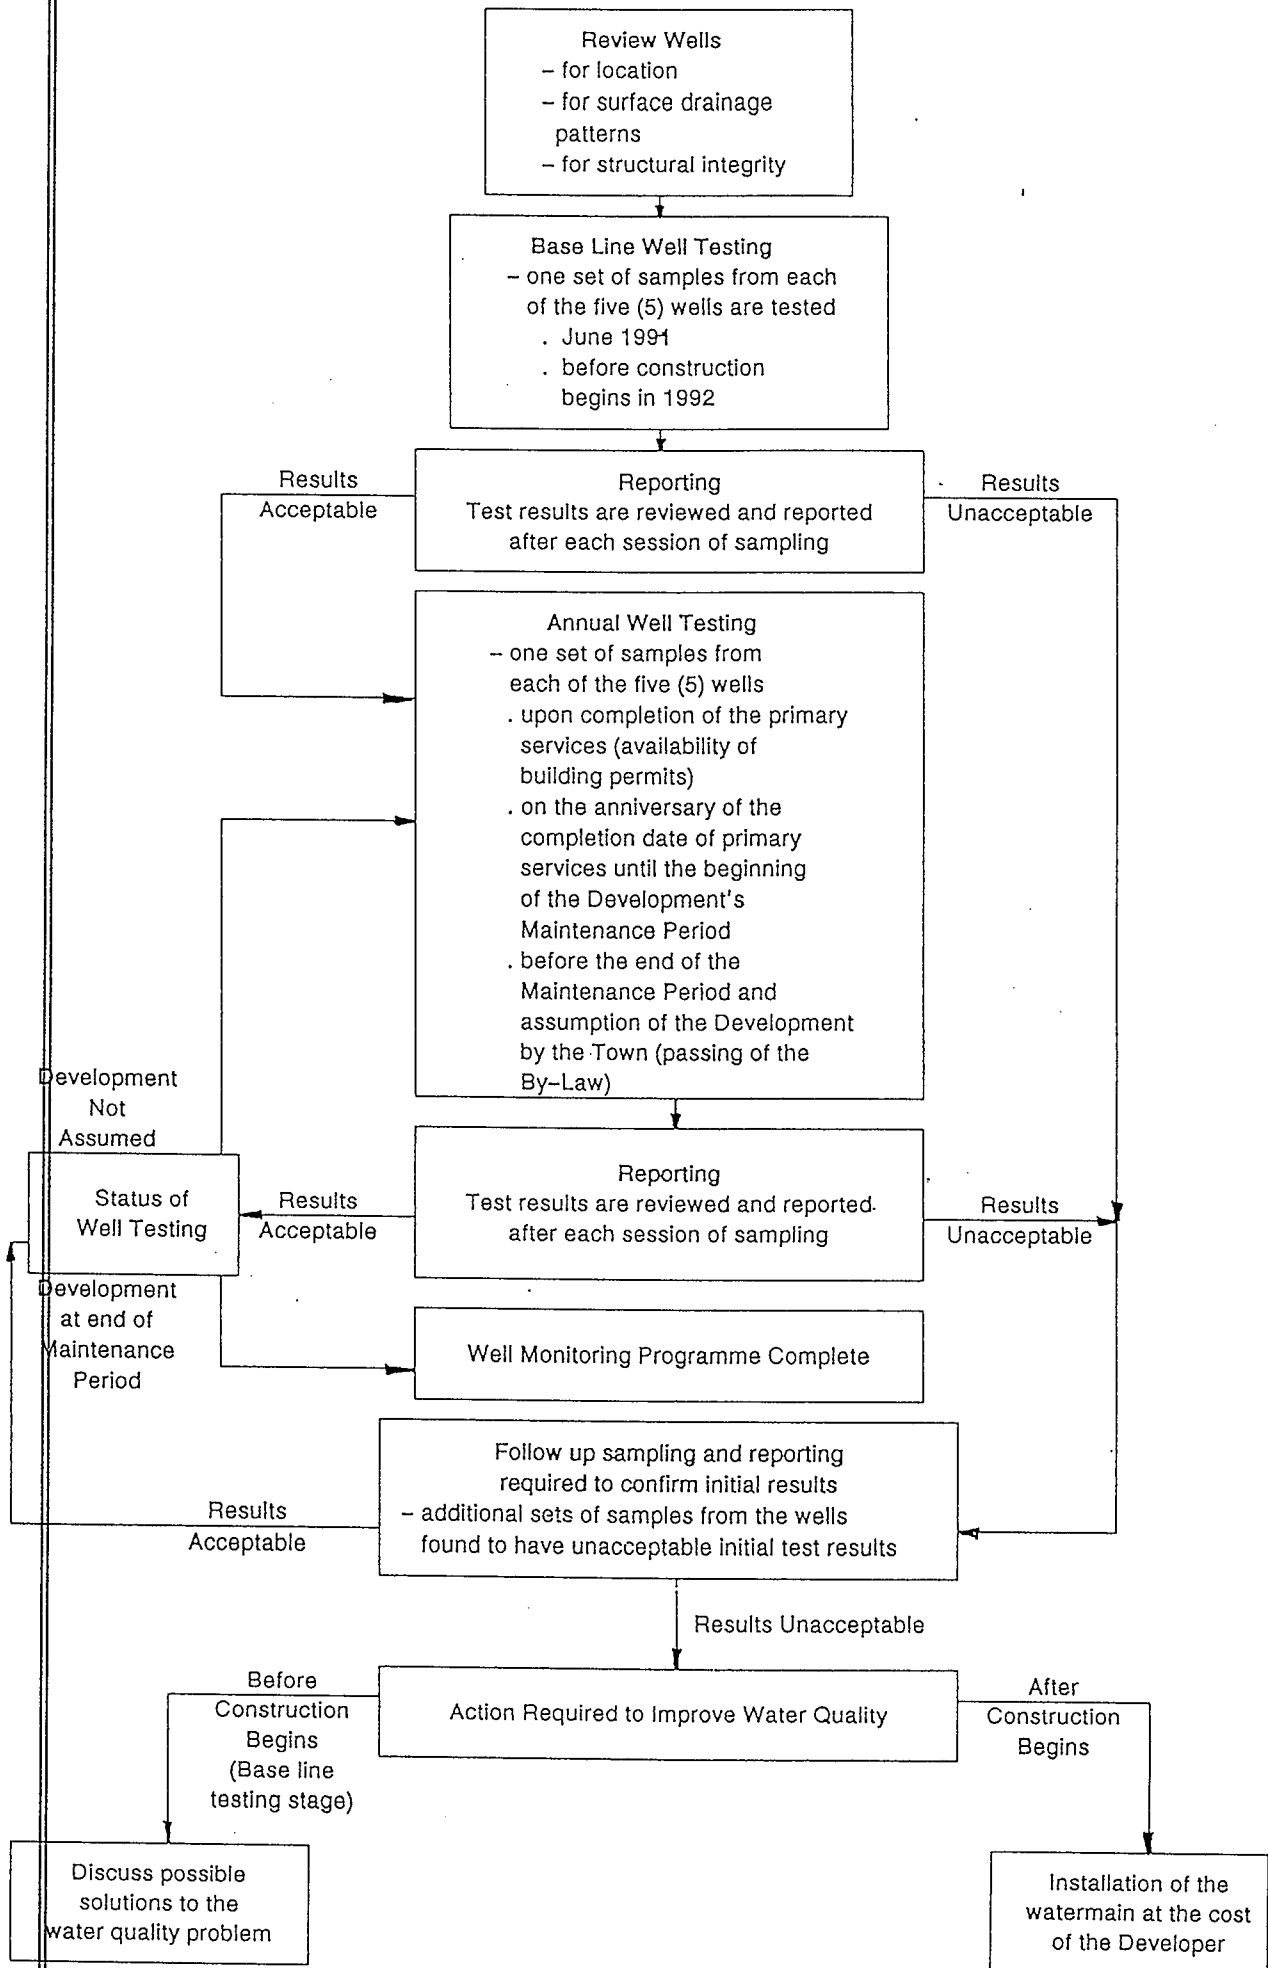 Review Wells
– for location
– for surface drainage
patterns
– for structural integrity
Base Line Well Testing
– one set of samples from each
of the five (5) wells are tested
. June 1991
. before construction
begins in 1992
Results
Acceptable
Reporting
Test results are reviewed and reported
after each session of sampling
Results
Unacceptable
Annual Well Testing
– one set of samples from
each of the five (5) wells
. upon completion of the primary
services (availability of
building permits)
. on the anniversary of the
completion date of primary
services until the beginning
of the Development's
Maintenance Period
. before the end of the
Maintenance Period and
assumption of the Development
by the Town (passing of the
By–Law)
Development
Not
Assumed
Status of
Well Testing
Results
Acceptable
Reporting
Test results are reviewed and reported
after each session of sampling
Results
Unacceptable
Development
at end of
Maintenance
Period
Well Monitoring Programme Complete
Follow up sampling and reporting
required to confirm initial results
– additional sets of samples from the wells
found to have unacceptable initial test results
Results
Acceptable
Results Unacceptable
Before
Construction
Begins
(Base line
testing stage)
Action Required to Improve Water Quality
After
Construction
Begins
Discuss possible
solutions to the
water quality problem
Installation of the
watermain at the cost
of the Developer